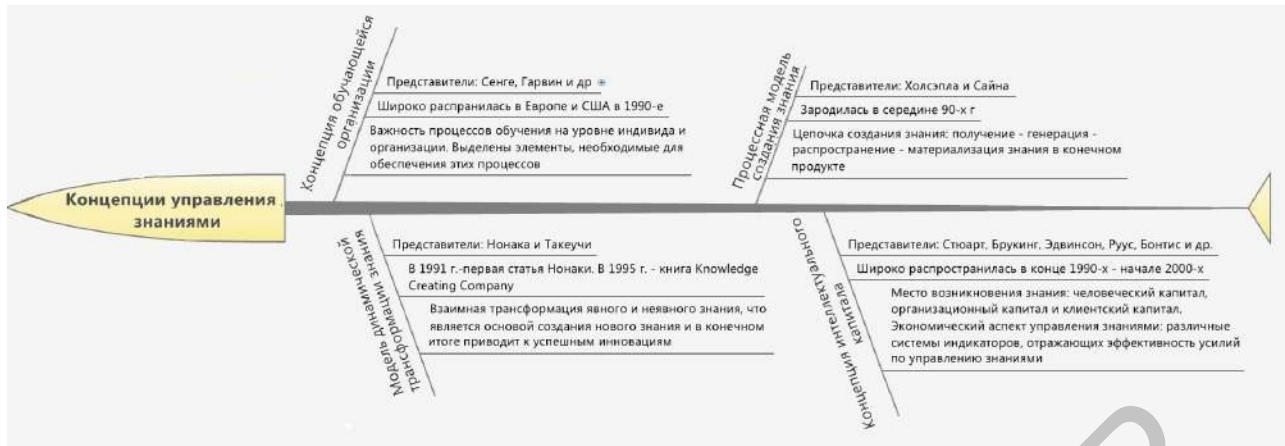 Концепции управления
знаниями
Концепция обучающейся
организации
Представители: Сенге, Гарвин и др
Широко распранилась в Европе и США в 1990-е
Важность процессов обучения на уровне индивида и
организации. Выделены элементы, необходимые для
обеспечения этих процессов
Процессная модель
создания знания
Представители: Холсэпла и Сайна
Зародилась в середине 90-х г
Цепочка создания знания: получение - генерация -
распространение - материализация знания в конечном
продукте
Модель динамической
трансформации знания
Представители: Нонака и Такеучи
В 1991 г.-первая статья Нонаки. В 1995 г. - книга Knowledge
Creating Company
Взаимная трансформация явного и неявного знания, что
является основой создания нового знания и в конечном
итоге приводит к успешным инновациям
Концепция интеллектуального
капитала
Представители: Стюарт, Брукинг, Эдвинсон, Руус, Бонтис и др.
Широко распространилась в конце 1990-х - начале 2000-х
Место возникновения знания: человеческий капитал,
организационный капитал и клиентский капитал.
Экономический аспект управления знаниями: различные
системы индикаторов, отражающих эффективность усилий
по управлению знаниями